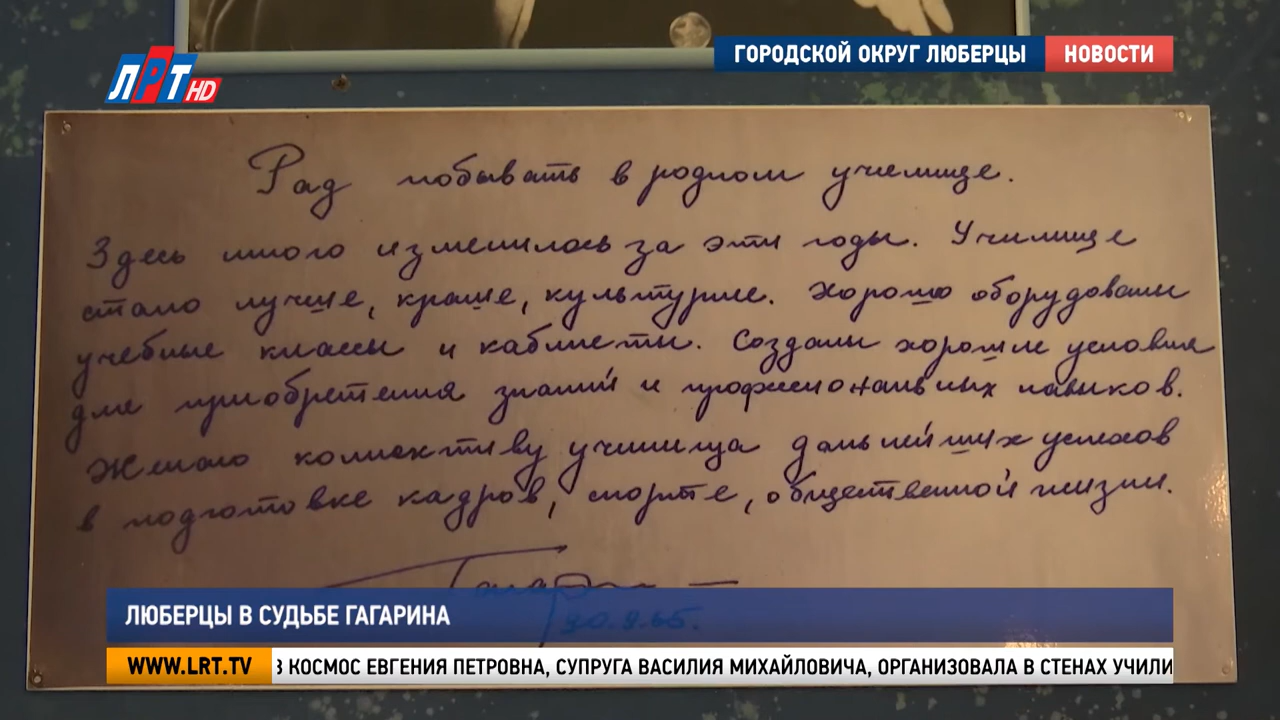 ЛРТ HD
ГОРОДСКОЙ ОКРУГ ЛЮБЕРЦЫ НОВОСТИ
Рад побывать в родном училище.
Здесь много изменилось за эти годы. Училище
стало лучше, краше, культурнее. Хорошо оборудованы
учебные классы и кабинеты. Созданы хорошие условия
для приобретения знаний и профессиональных навыков.
Желаю коллективу училища дальнейших успехов
в подготовке кадров, спорте, общественной жизни.
Гагарин
ЛЮБЕРЦЫ В СУДЬБЕ ГАГАРИНА
WWW.LRT.TV В КОСМОС ЕВГЕНИЯ ПЕТРОВНА, СУПРУГА ВАСИЛИЯ МИХАЙЛОВИЧА, ОРГАНИЗОВАЛА В СТЕНАХ УЧИЛИ